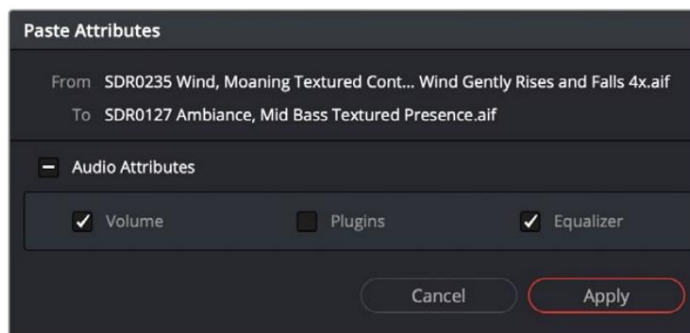 Paste Attributes
From SDR0235 Wind, Moaning Textured Cont... Wind Gently Rises and Falls 4x.aif
To SDR0127 Ambiance, Mid Bass Textured Presence.aif
Audio Attributes
Volume Plugins Equalizer
Cancel Apply